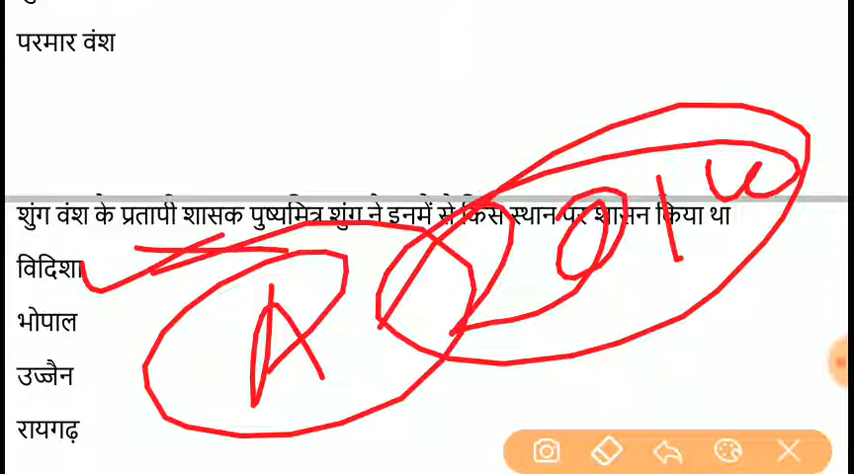 परमार वंश
शुंग वंश के प्रतापी शासक पुष्यमित्र शुंग ने इनमें से किस स्थान पर शासन किया था
विदिशा
भोपाल
उज्जैन
रायगढ़